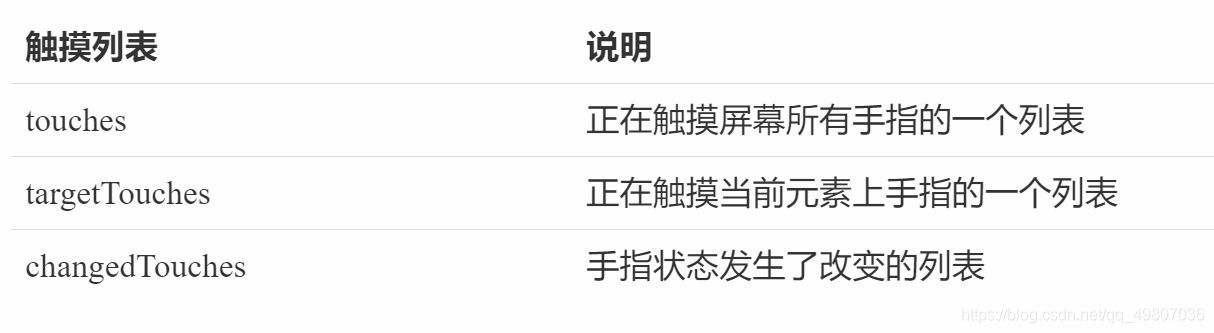 触摸列表 说明
touches 正在触摸屏幕所有手指的一个列表
targetTouches 正在触摸当前元素上手指的一个列表
changedTouches 手指状态发生了改变的列表
https://blog.csdn.net/qq_49807036